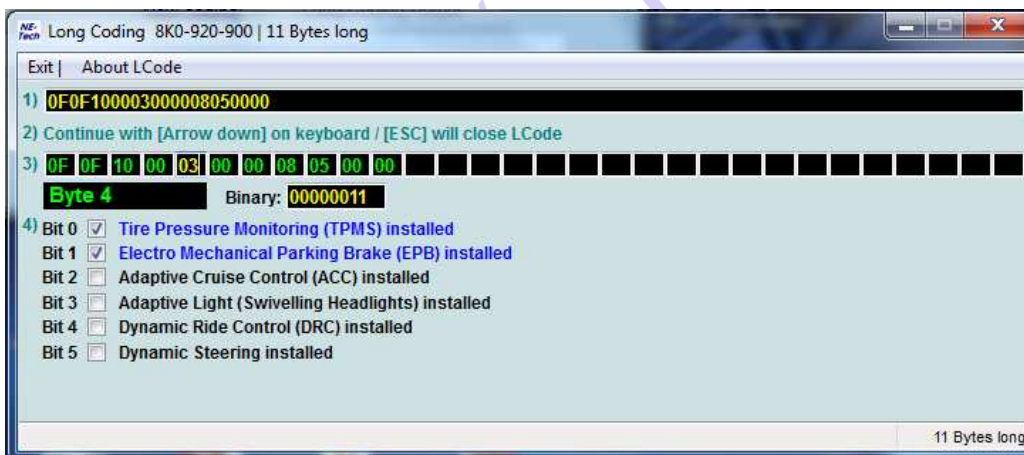 NE-Tech Long Coding 8K0-920-900 | 11 Bytes long
Exit | About LCode
1) 0F0F100003000008050000
2) Continue with [Arrow down] on keyboard / [ESC] will close LCode
3) 0F 0F 10 00 03 00 00 08 05 00 00
Byte 4 Binary: 00000011
4) Bit 0 Tire Pressure Monitoring (TPMS) installed
Bit 1 Electro Mechanical Parking Brake (EPB) installed
Bit 2 Adaptive Cruise Control (ACC) installed
Bit 3 Adaptive Light (Swivelling Headlights) installed
Bit 4 Dynamic Ride Control (DRC) installed
Bit 5 Dynamic Steering installed
11 Bytes long